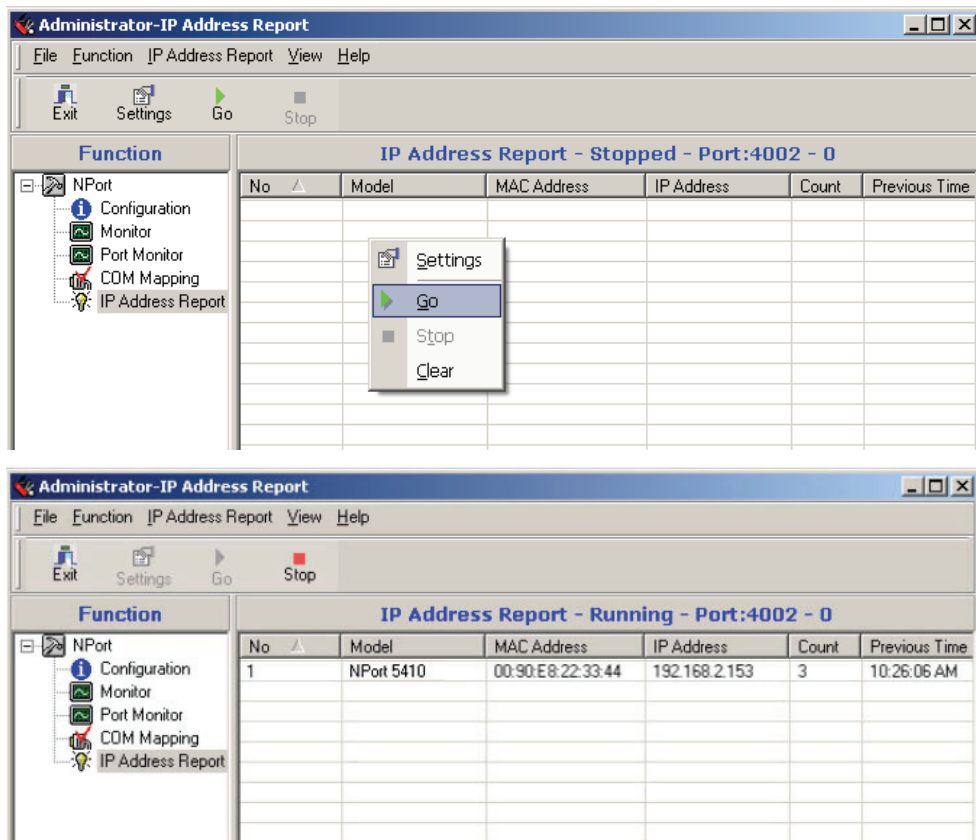 Administrator-IP Address Report
File Function IP Address Report View Help
Exit Settings Go Stop
Function
IP Address Report - Stopped - Port:4002 - 0
No Model MAC Address IP Address Count Previous Time
NPort
Configuration
Monitor
Port Monitor
COM Mapping
IP Address Report
Settings
Go
Stop
Clear
Administrator-IP Address Report
File Function IP Address Report View Help
Exit Settings Go Stop
Function
IP Address Report - Running - Port:4002 - 0
No Model MAC Address IP Address Count Previous Time
1 NPort 5410 00:90:E8:22:33:44 192.168.2.153 3 10:26:06 AM
NPort
Configuration
Monitor
Port Monitor
COM Mapping
IP Address Report